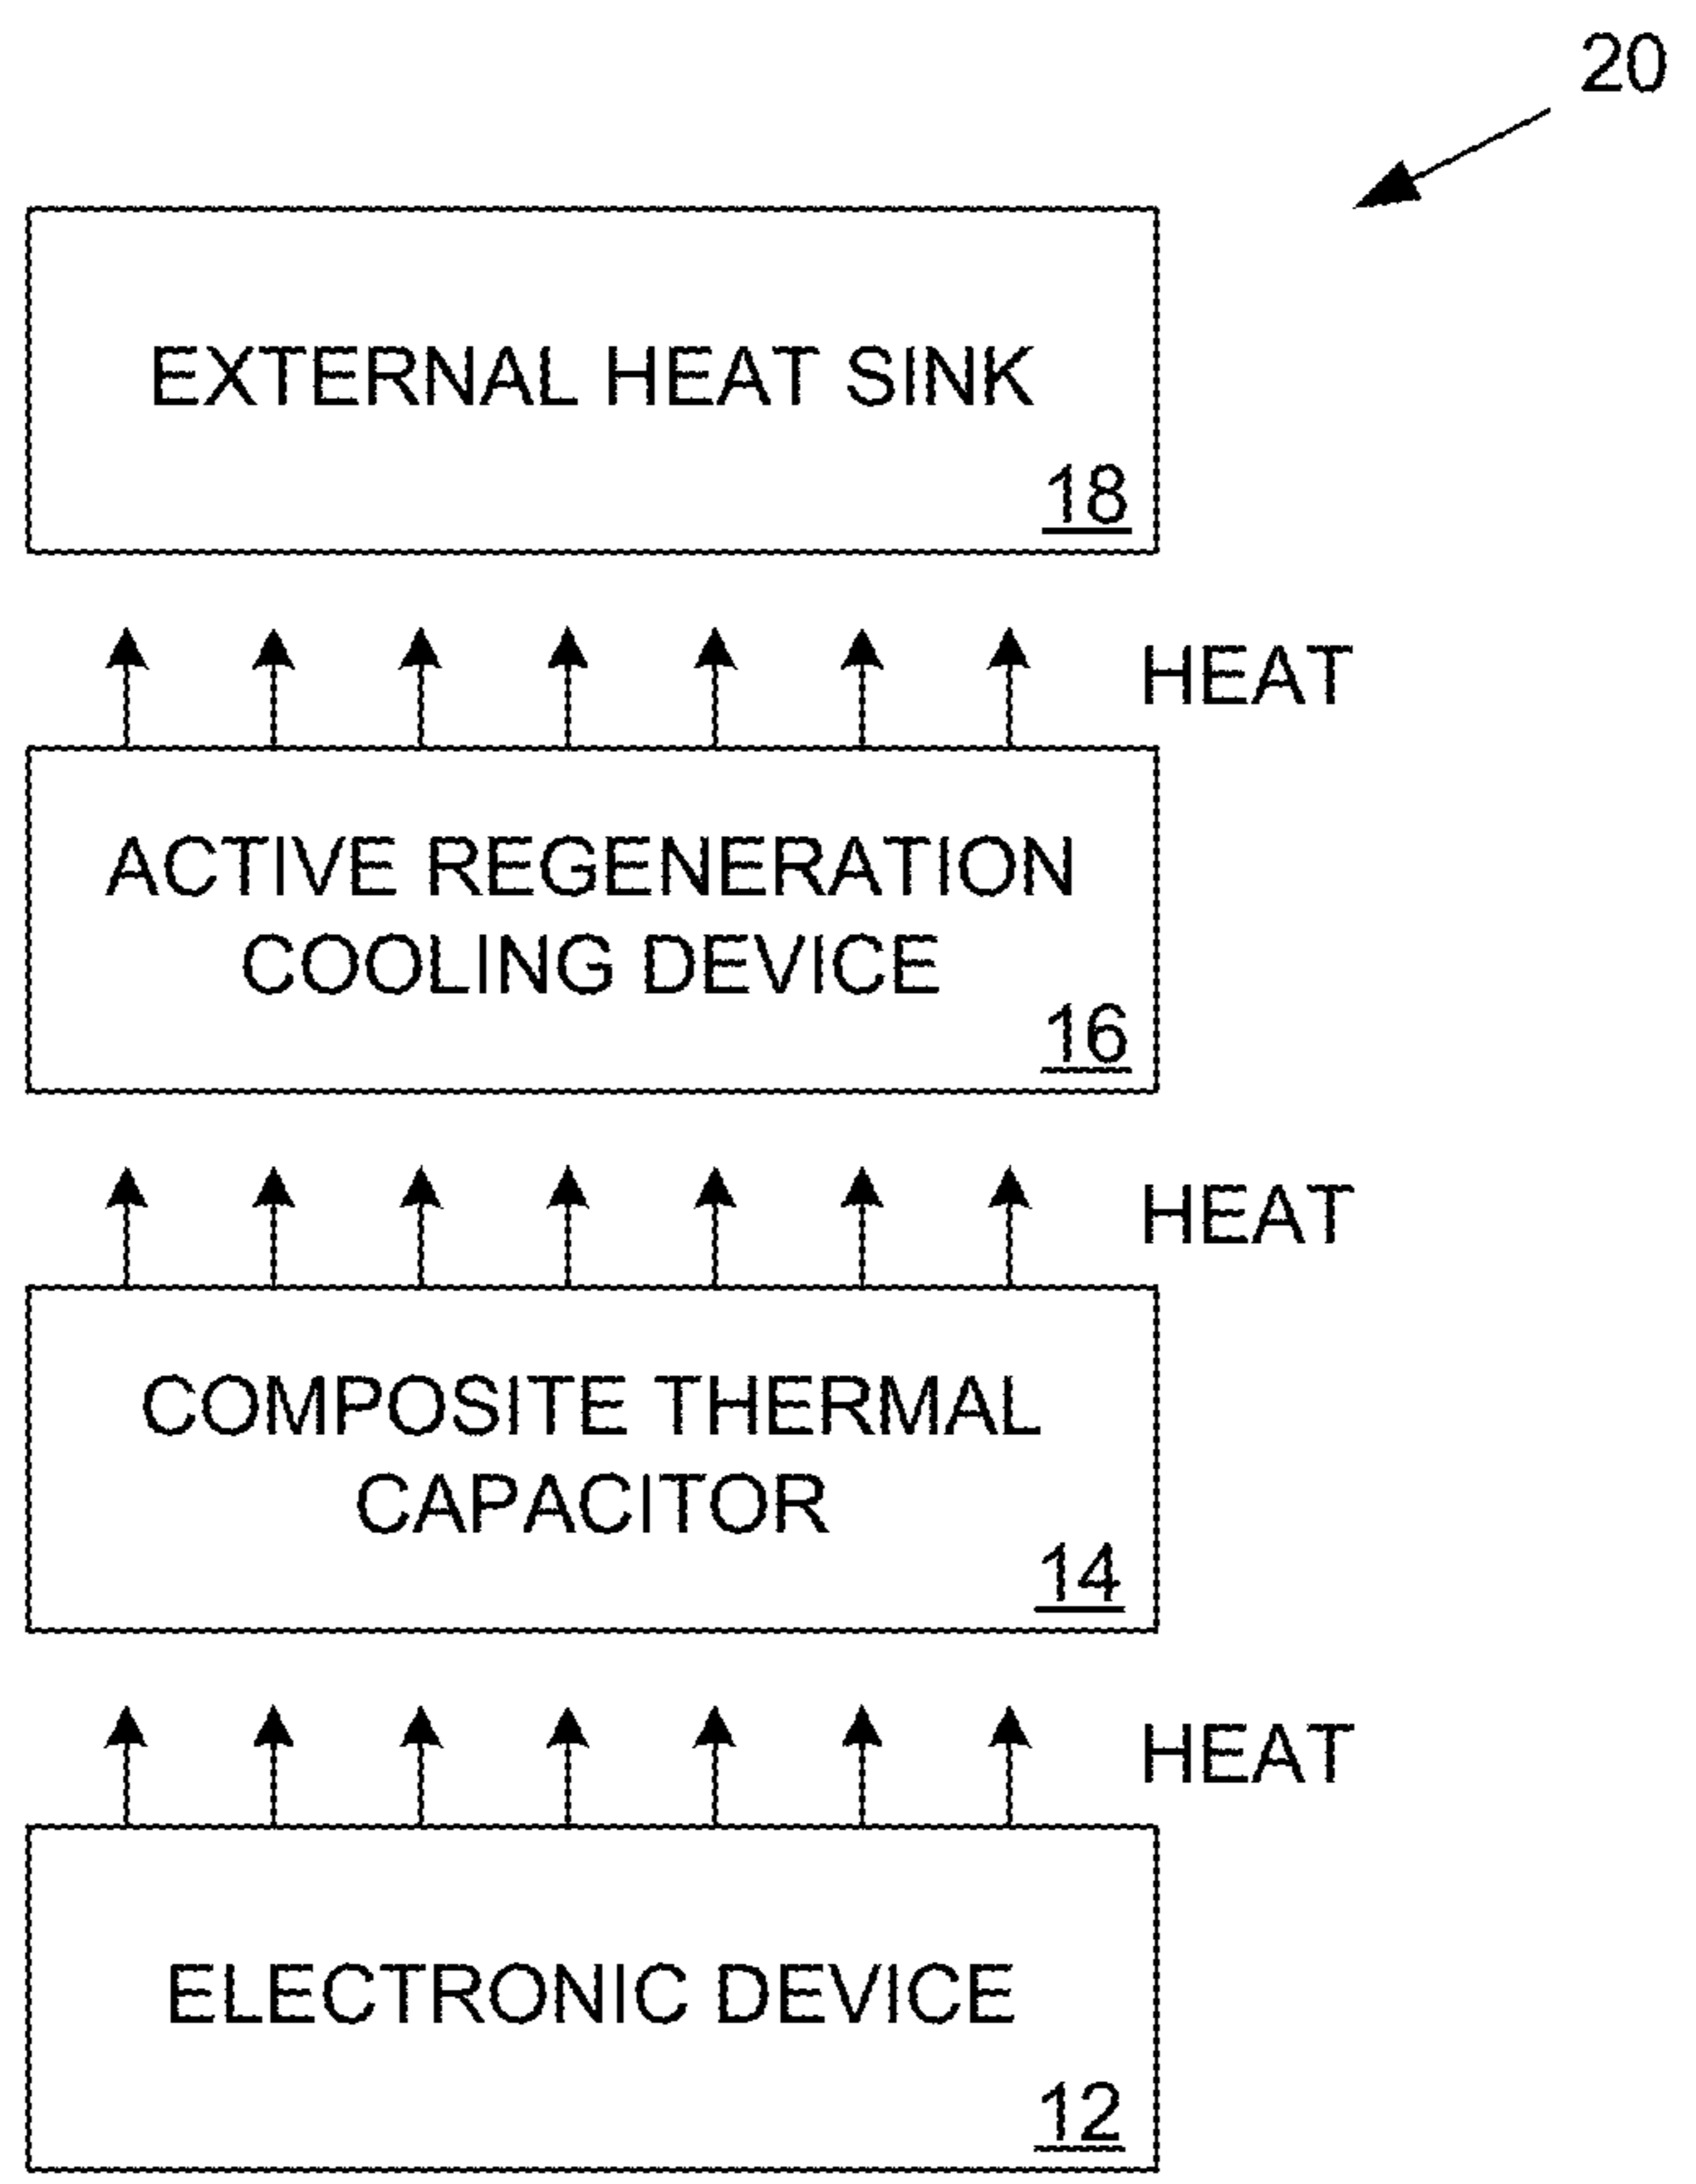 20
EXTERNAL HEAT SINK
18
HEAT
ACTIVE REGENERATION
COOLING DEVICE
16
HEAT
COMPOSITE THERMAL
CAPACITOR
14
HEAT
ELECTRONIC DEVICE
12